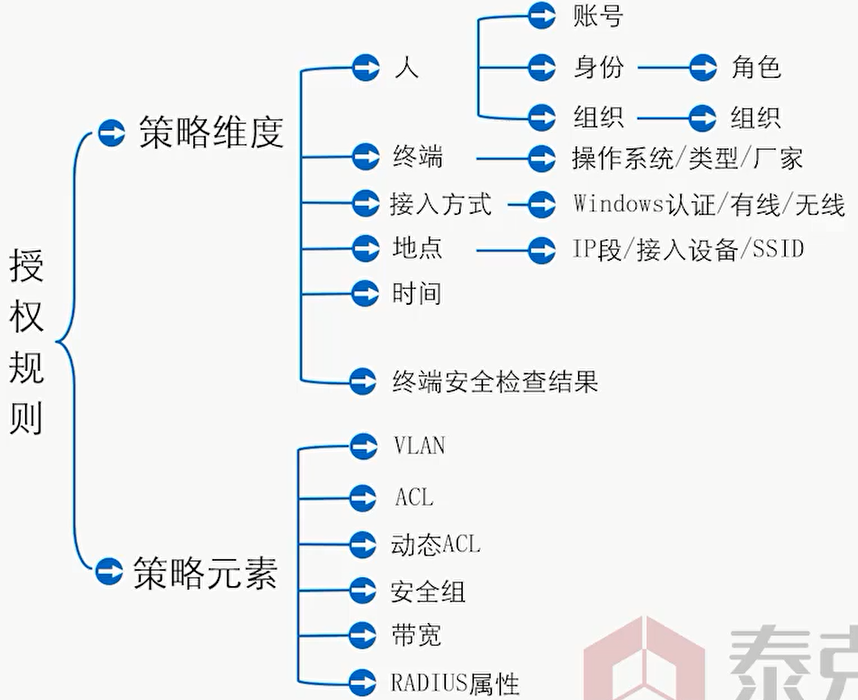 授权规则
策略维度
人
账号
身份
角色
组织
组织
终端
操作系统/类型/厂家
接入方式
Windows认证/有线/无线
地点
IP段/接入设备/SSID
时间
终端安全检查结果
策略元素
VLAN
ACL
动态ACL
安全组
带宽
RADIUS属性
泰克